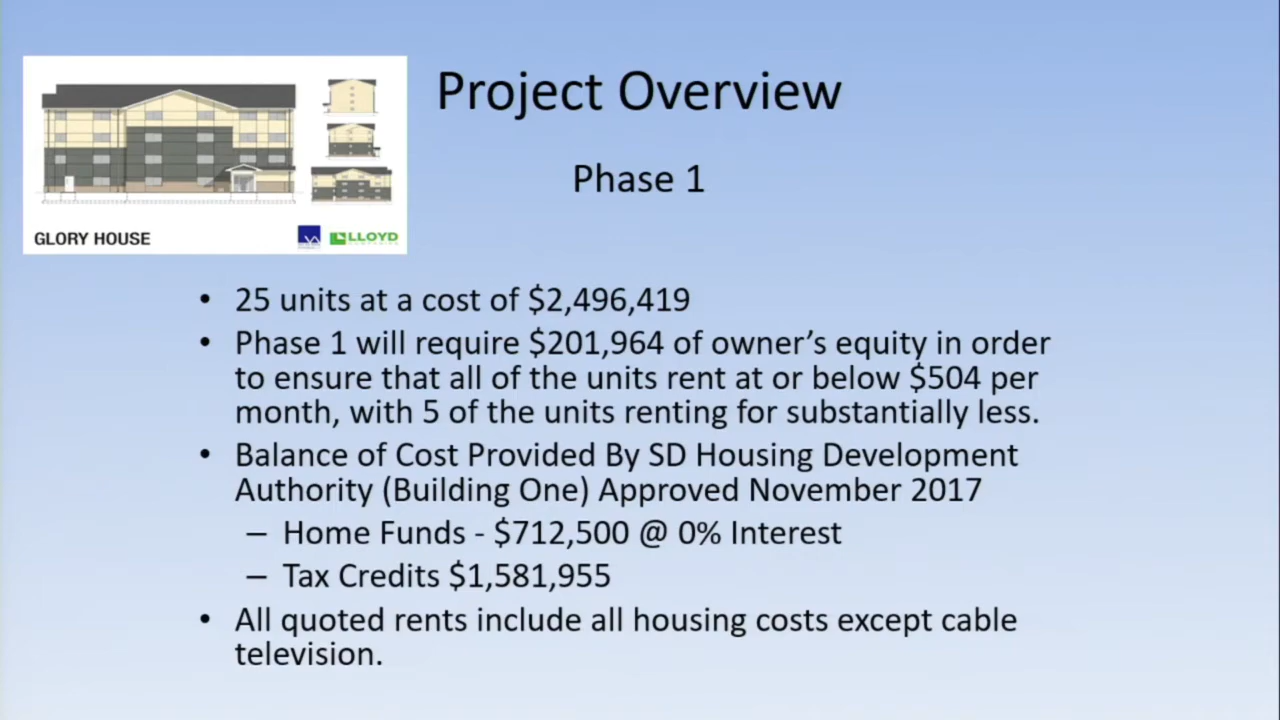 Project Overview
Phase 1
GLORY HOUSE
LLOYD
• 25 units at a cost of $2,496,419
• Phase 1 will require $201,964 of owner’s equity in order
to ensure that all of the units rent at or below $504 per
month, with 5 of the units renting for substantially less.
• Balance of Cost Provided By SD Housing Development
Authority (Building One) Approved November 2017
– Home Funds - $712,500 @ 0% Interest
– Tax Credits $1,581,955
• All quoted rents include all housing costs except cable
television.